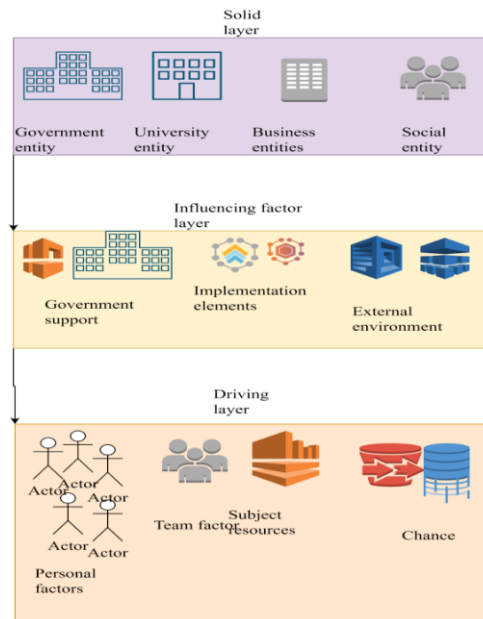 Solid
layer
Government
entity
University
entity
Business
entities
Social
entity
Influencing factor
layer
Government
support
Implementation
elements
External
environment
Driving
layer
Actor
Actor
Actor
Actor
Actor
Personal
factors
Team factor
Subject
resources
Chance